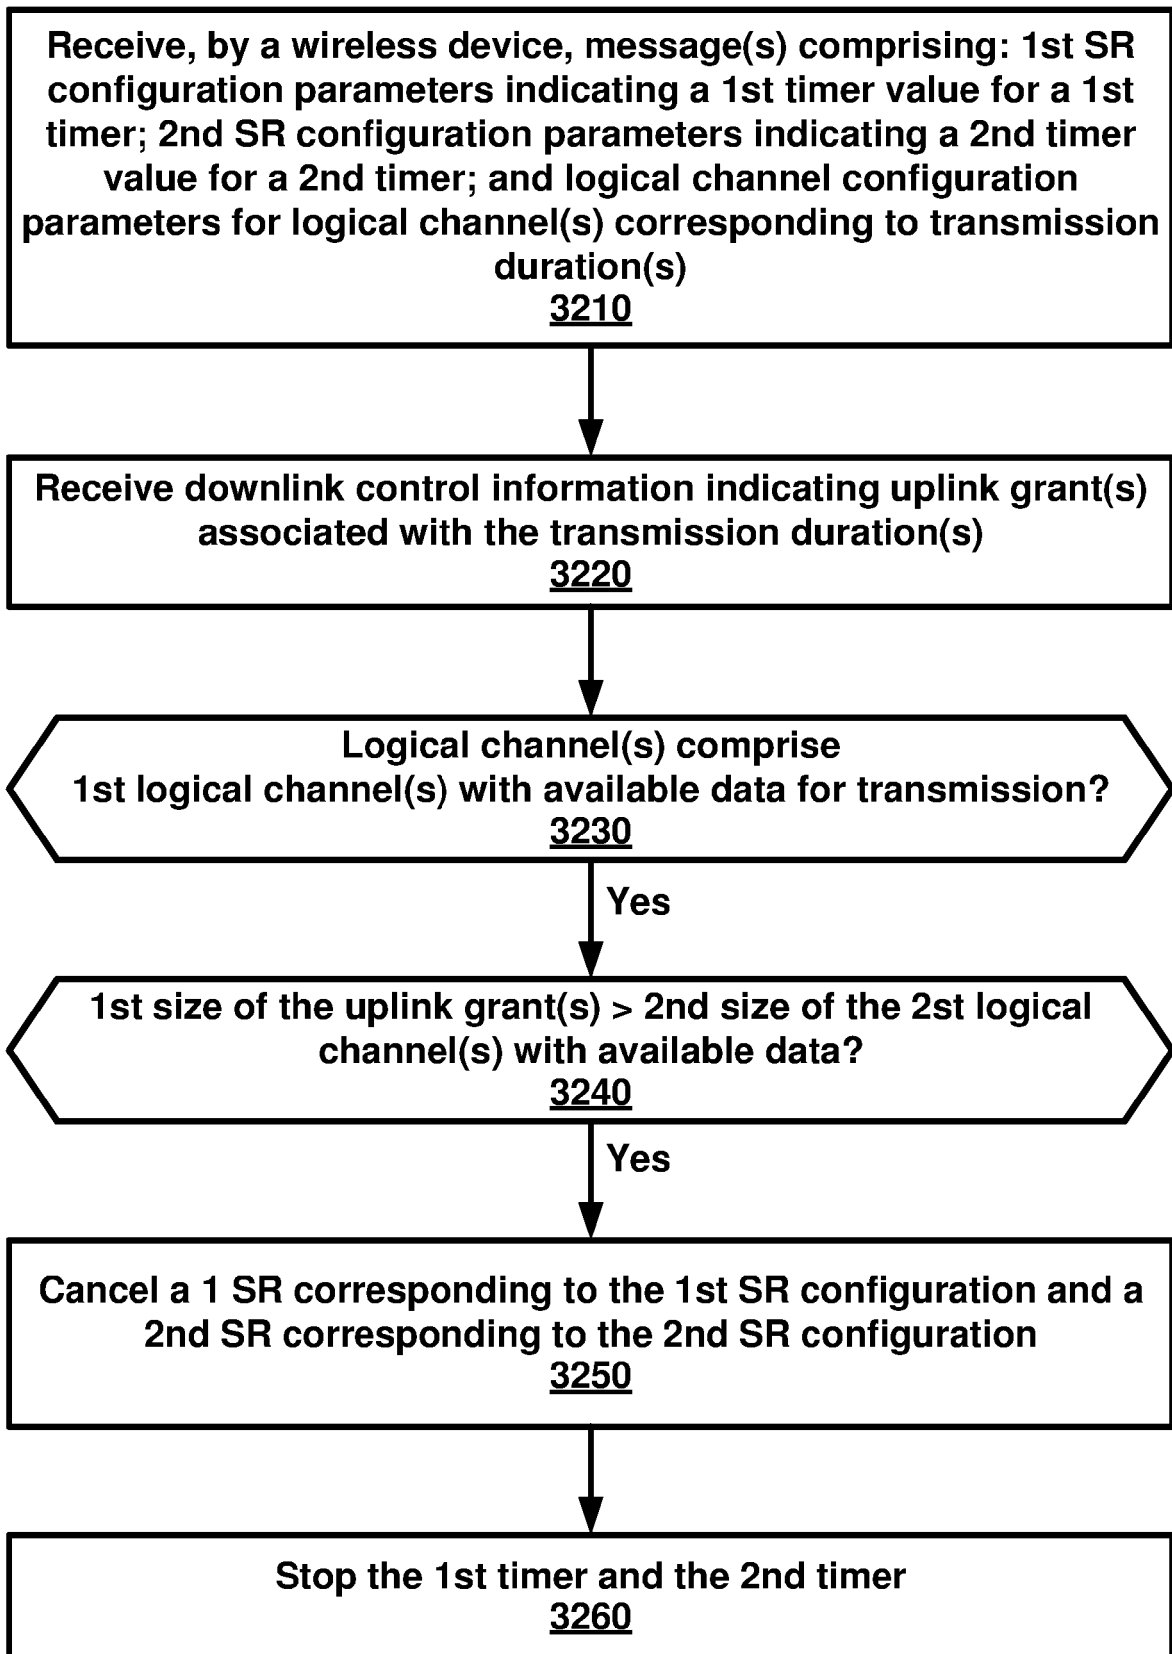 Receive, by a wireless device, message(s) comprising: 1st SR
configuration parameters indicating a 1st timer value for a 1st
timer; 2nd SR configuration parameters indicating a 2nd timer
value for a 2nd timer; and logical channel configuration
parameters for logical channel(s) corresponding to transmission
duration(s)
3210
Receive downlink control information indicating uplink grant(s)
associated with the transmission duration(s)
3220
Logical channel(s) comprise
1st logical channel(s) with available data for transmission?
3230
Yes
1st size of the uplink grant(s) > 2nd size of the 2st logical
channel(s) with available data?
3240
Yes
Cancel a 1 SR corresponding to the 1st SR configuration and a
2nd SR corresponding to the 2nd SR configuration
3250
Stop the 1st timer and the 2nd timer
3260